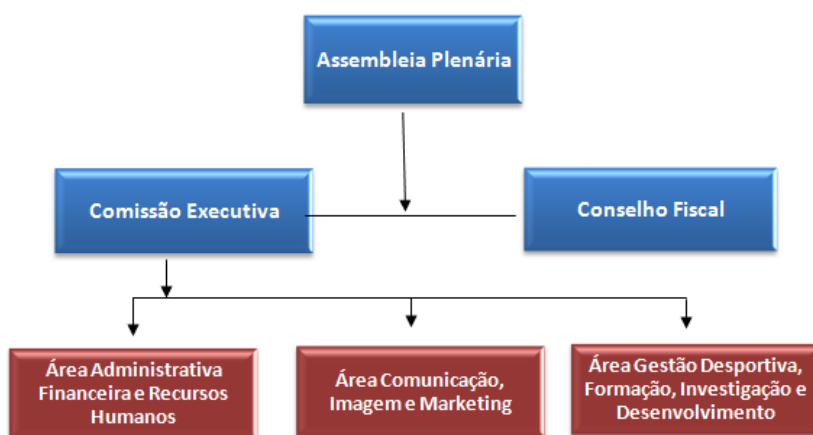 Assembleia Plenária
Comissão Executiva
Conselho Fiscal
Área Administrativa
Financeira e Recursos
Humanos
Área Comunicação,
Imagem e Marketing
Área Gestão Desportiva,
Formação, Investigação e
Desenvolvimento